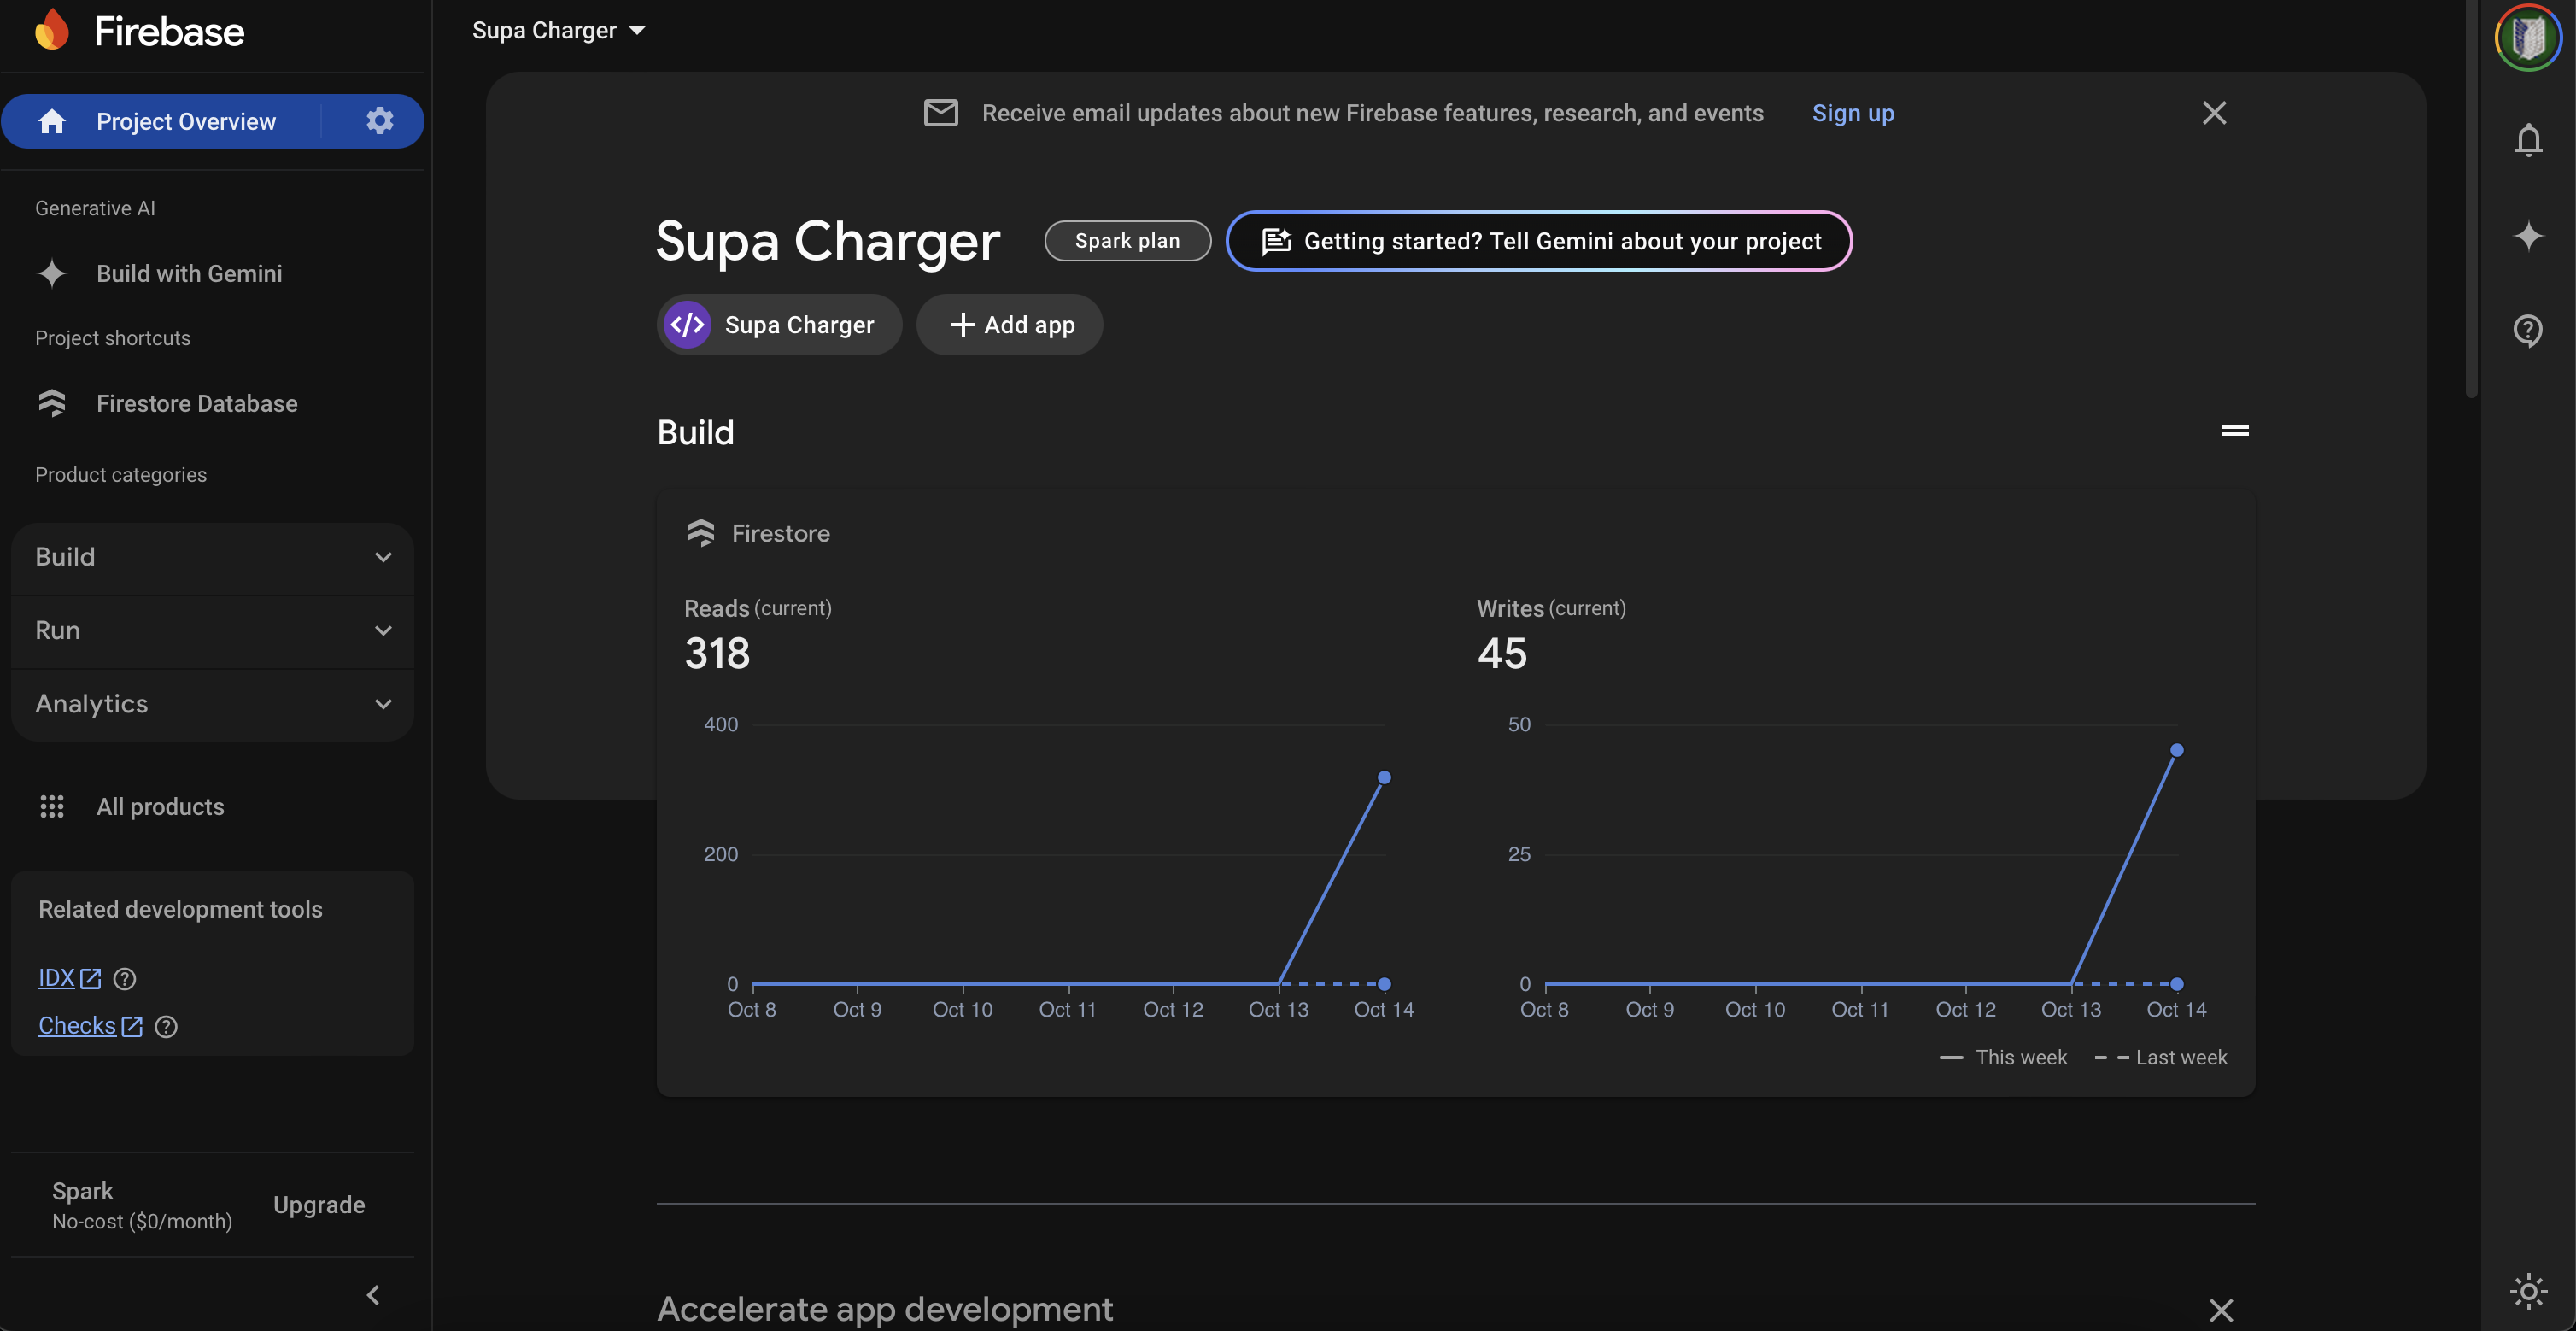 Firebase
Project Overview
Generative AI
Build with Gemini
Project shortcuts
Firestore Database
Product categories
Build
Run
Analytics
All products
Related development tools
IDX
Checks
Spark
No-cost ($0/month)
Upgrade
Supa Charger
Receive email updates about new Firebase features, research, and events Sign up
Supa Charger
Spark plan
Getting started? Tell Gemini about your project
Supa Charger
Add app
Build
Firestore
Reads (current)
318
400
200
0
Oct 8 Oct 9 Oct 10 Oct 11 Oct 12 Oct 13 Oct 14
Writes (current)
45
50
25
0
Oct 8 Oct 9 Oct 10 Oct 11 Oct 12 Oct 13 Oct 14
This week Last week
Accelerate app development